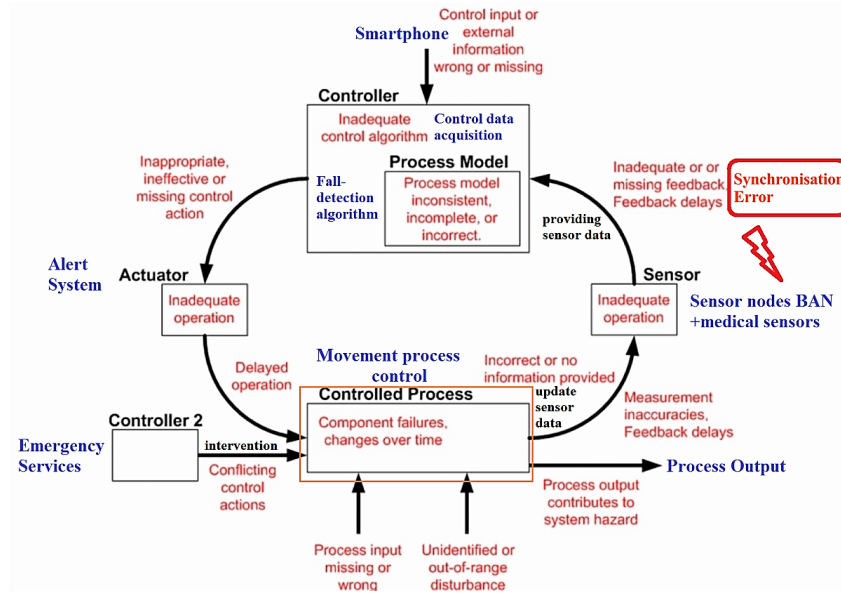 Smartphone
Control input or
external
information
wrong or missing
Controller
Inadequate
control algorithm
Control data
acquisition
Process Model
Process model
inconsistent,
incomplete, or
incorrect.
Fall-
detection
algorithm
Inappropriate,
ineffective or
missing control
action
Inadequate or or
missing feedback,
Feedback delays
Synchronisation
Error
providing
sensor data
Alert
System
Actuator
Inadequate
operation
Sensor
Inadequate
operation
Sensor nodes BAN
+medical sensors
Delayed
operation
Movement process
control
Controlled Process
Component failures,
changes over time
Incorrect or no
information provided
update
sensor
data
Measurement
inaccuracies,
Feedback delays
Controller 2
Emergency
Services
intervention
Conflicting
control
actions
Process Output
Process output
contributes to
system hazard
Process input
missing or
wrong
Unidentified or
out-of-range
disturbance